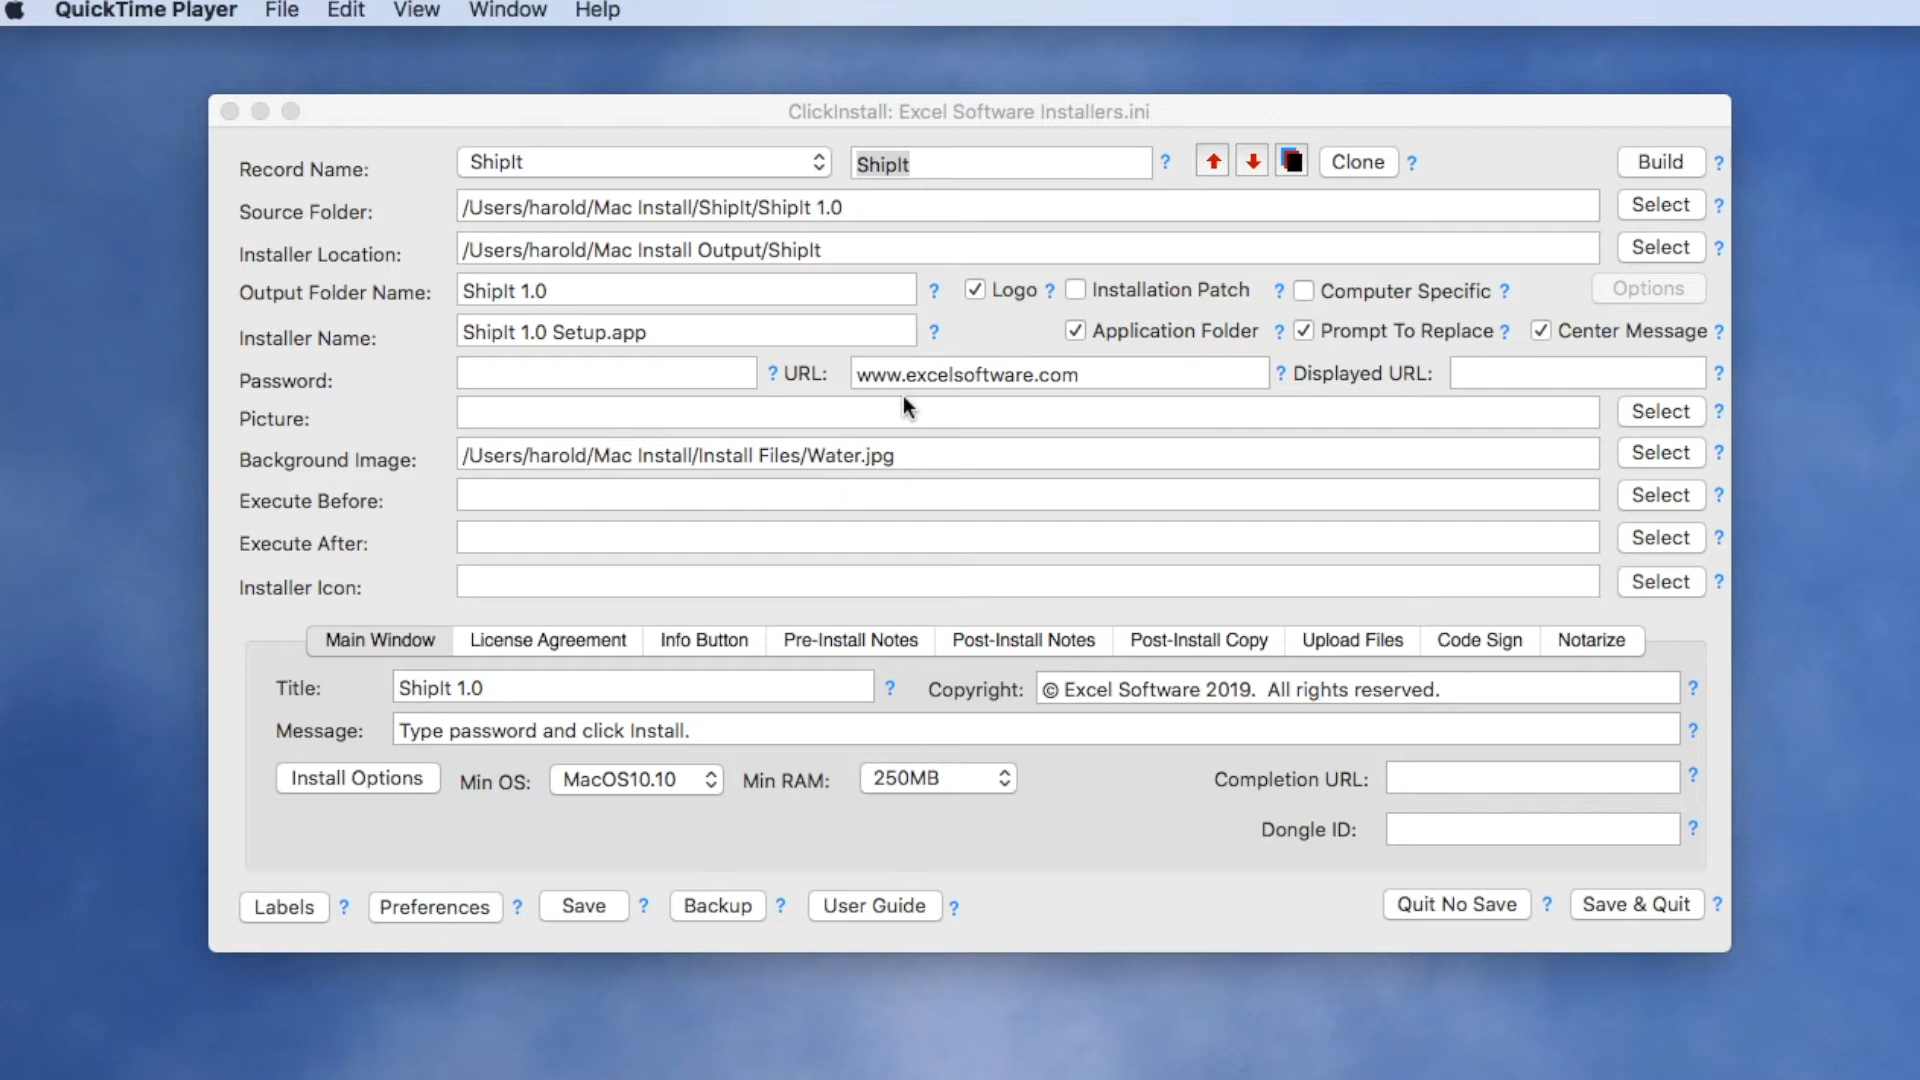 QuickTime Player File Edit View Window Help
ClickInstall: Excel Software Installers.ini
Record Name: ShipIt ShipIt ? Clone ? Build ?
Source Folder: /Users/harold/Mac Install/ShipIt/ShipIt 1.0 Select ?
Installer Location: /Users/harold/Mac Install Output/ShipIt Select ?
Output Folder Name: ShipIt 1.0 ? Logo ? Installation Patch ? Computer Specific ? Options
Installer Name: ShipIt 1.0 Setup.app ? Application Folder ? Prompt To Replace ? Center Message ?
Password: ? URL: www.excelsoftware.com ? Displayed URL: ?
Picture: Select ?
Background Image: /Users/harold/Mac Install/Install Files/Water.jpg Select ?
Execute Before: Select ?
Execute After: Select ?
Installer Icon: Select ?
Main Window License Agreement Info Button Pre-Install Notes Post-Install Notes Post-Install Copy Upload Files Code Sign Notarize
Title: ShipIt 1.0 ? Copyright: © Excel Software 2019. All rights reserved. ?
Message: Type password and click Install. ?
Install Options Min OS: MacOS10.10 Min RAM: 250MB Completion URL: ?
Dongle ID: ?
Labels ? Preferences ? Save ? Backup ? User Guide ? Quit No Save ? Save & Quit ?